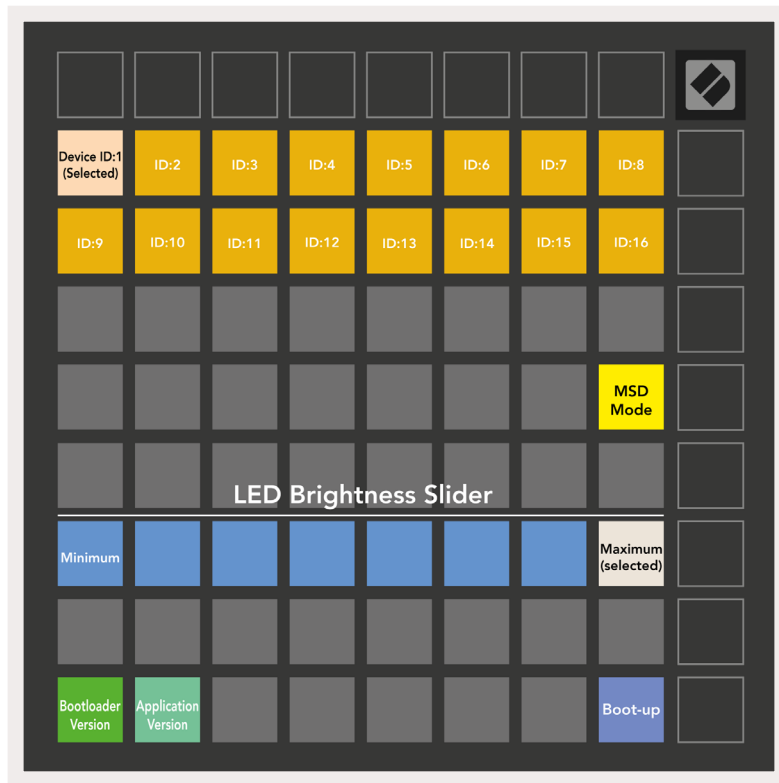 Device ID:1
(Selected)
ID:2
ID:3
ID:4
ID:5
ID:6
ID:7
ID:8
ID:9
ID:10
ID:11
ID:12
ID:13
ID:14
ID:15
ID:16
MSD
Mode
LED Brightness Slider
Minimum
Maximum
(selected)
Bootloader
Version
Application
Version
Boot-up